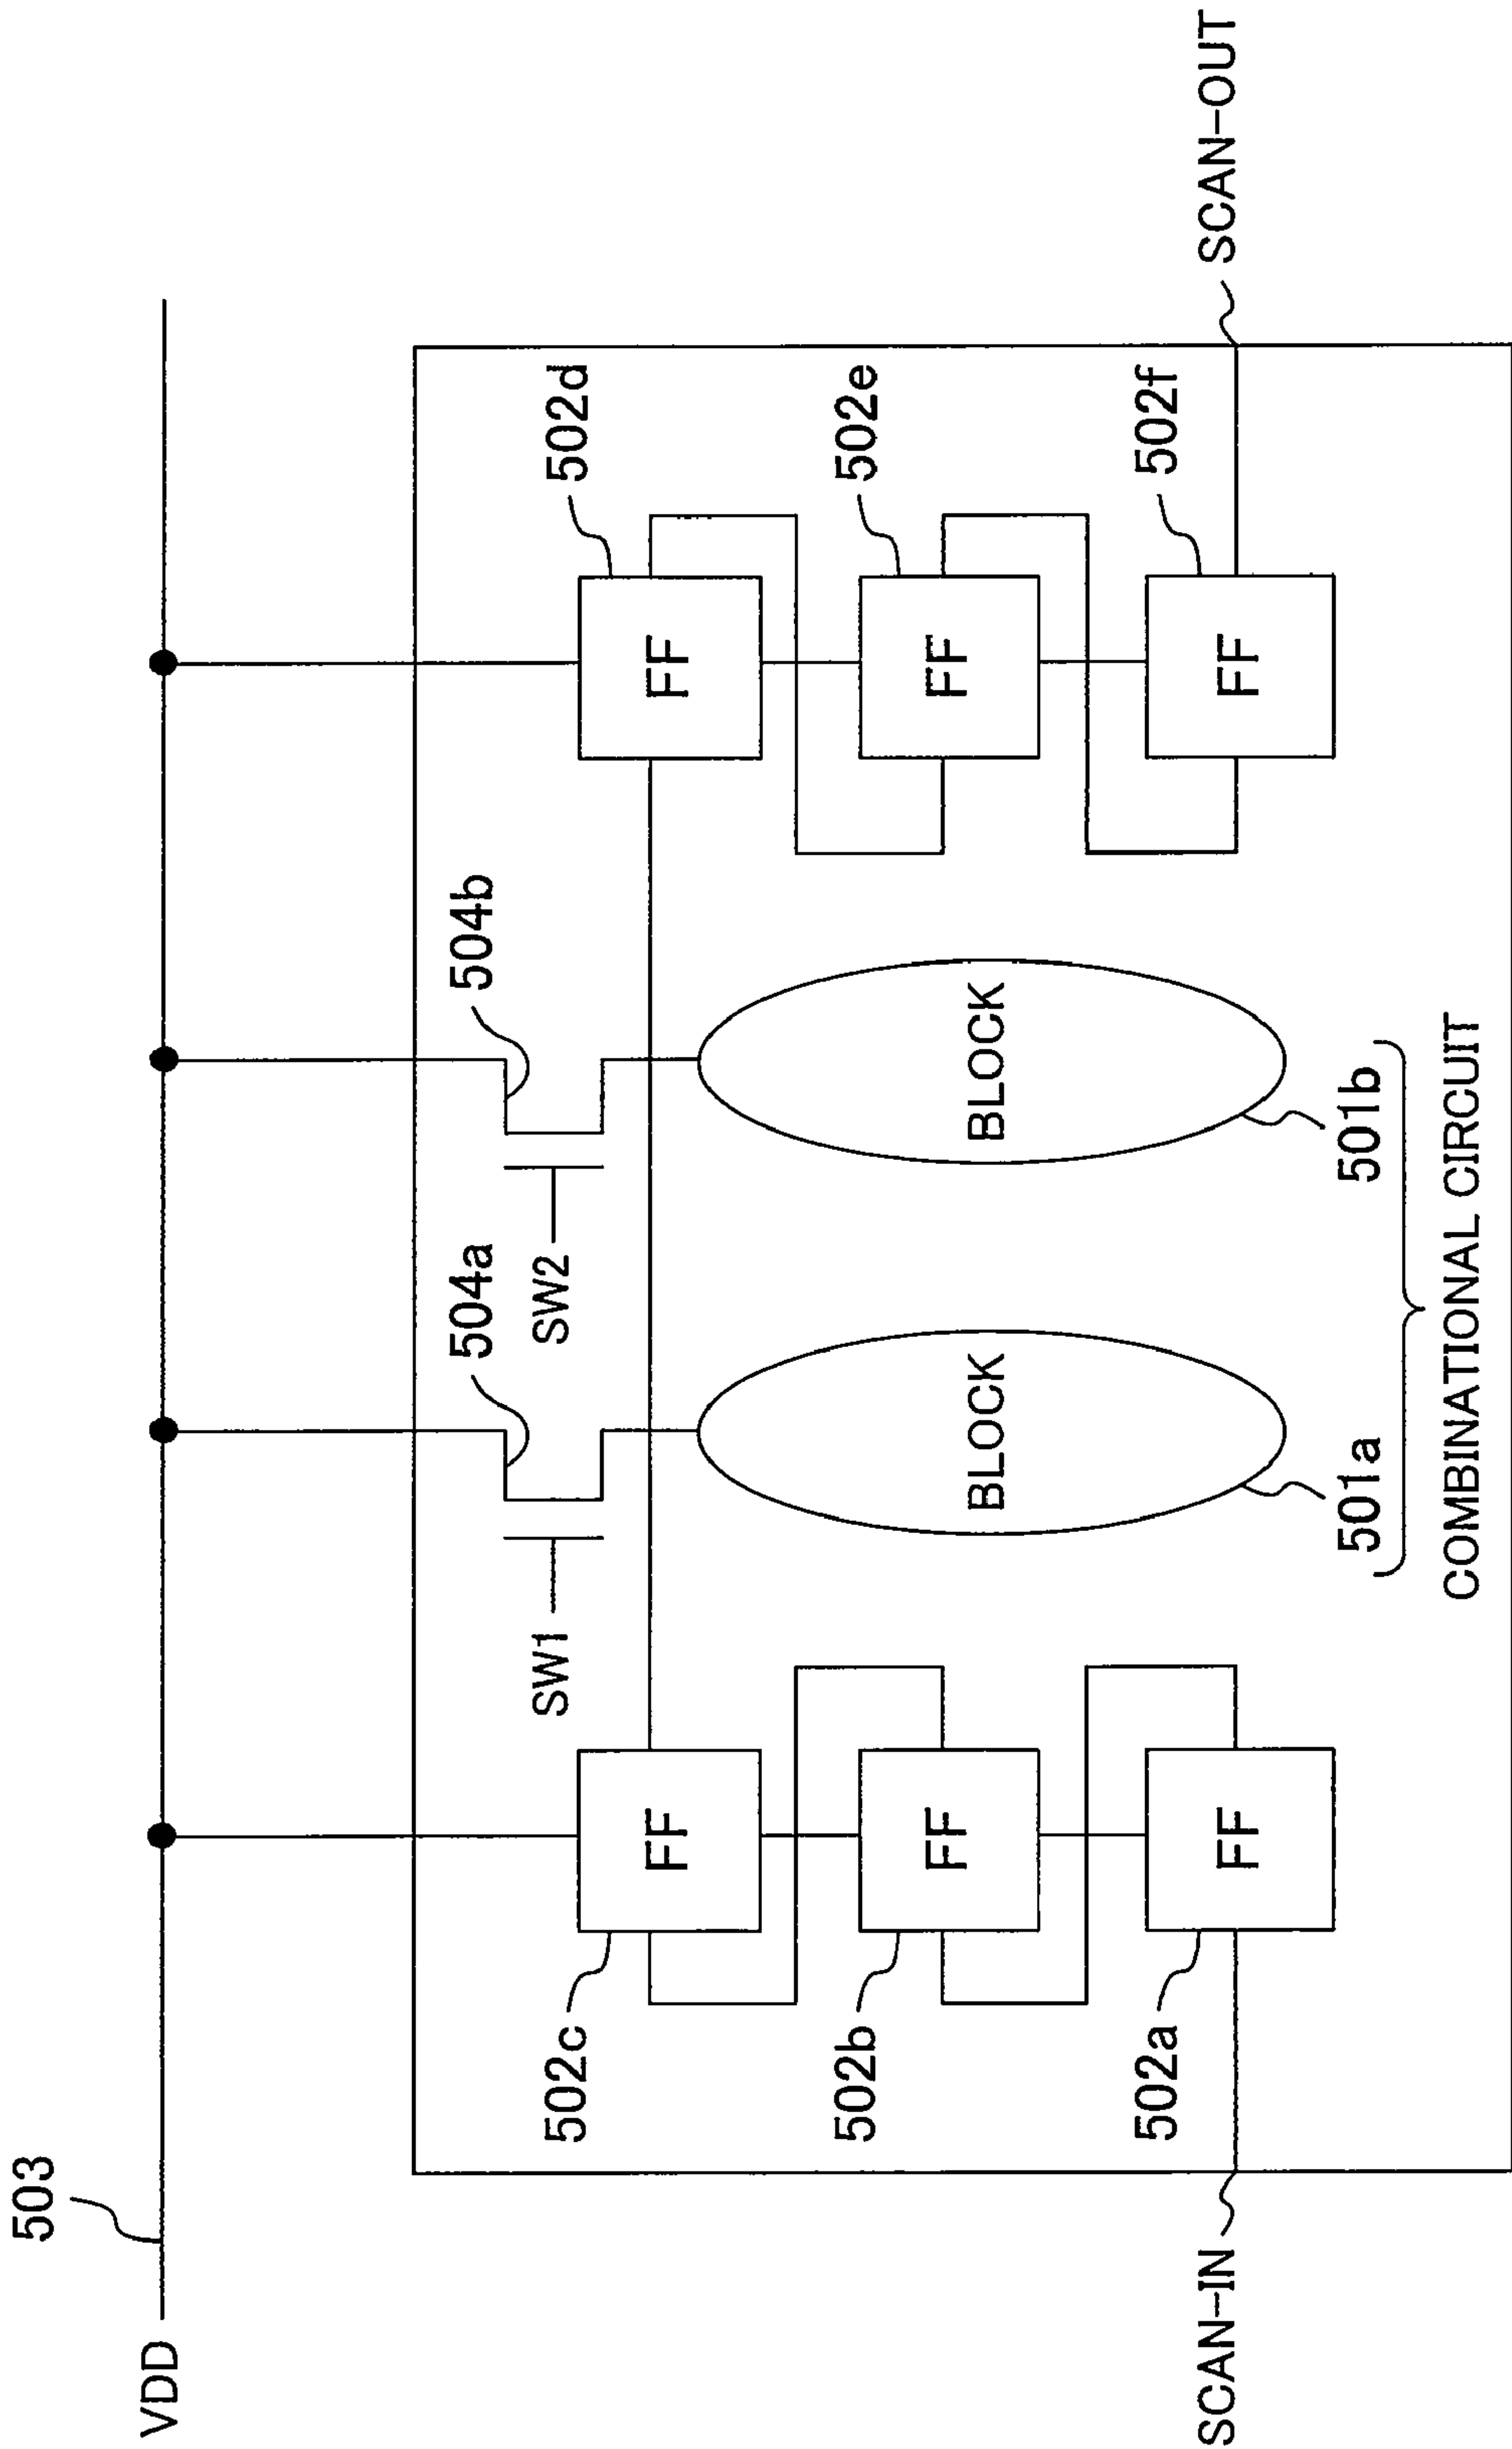 503
VDD
504a
504b
SW1
SW2
502c
FF
FF
502d
502b
FF
BLOCK
BLOCK
FF
502e
502a
FF
FF
502f
SCAN-IN
SCAN-OUT
501a
501b
COMBINATIONAL CIRCUIT